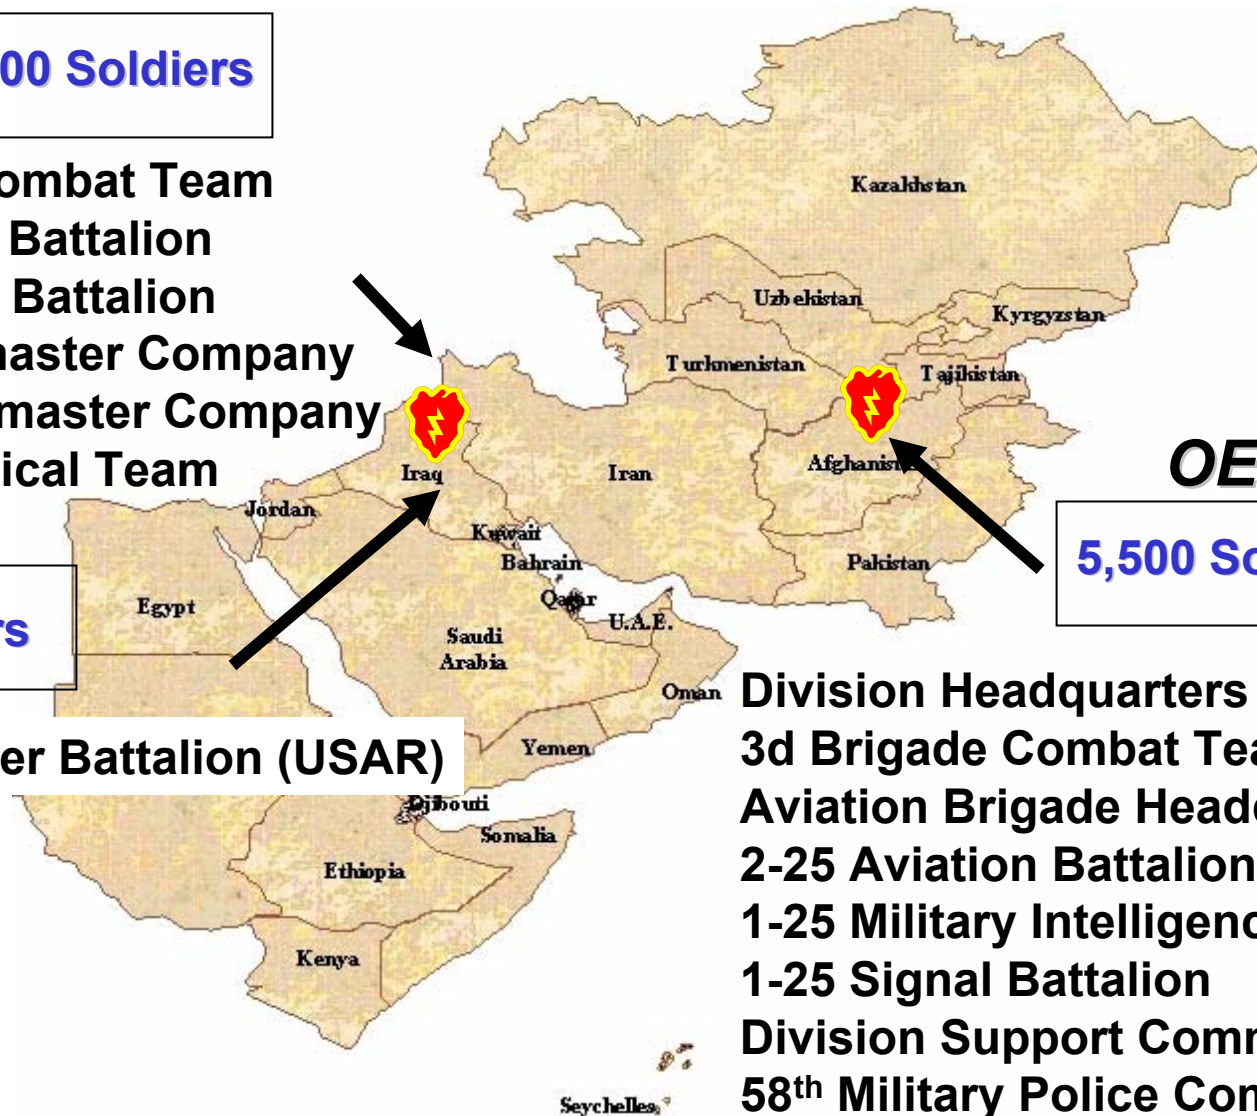 00 Soldiers
ombat Team
Battalion
Battalion
naster Company
master Company
ical Team
rs
er Battalion (USAR)
Kazakhstan
Uzbekistan
Kyrgyzstan
Turkmenistan
Tajikistan
Iraq
Iran
Afghanis
Jordan
Kuwait
Bahrain
Pakistan
Egypt
Qatar
U.A.E.
Saudi
Arabia
Oman
Yemen
Djibouti
Somalia
Ethiopia
Kenya
Seychelles
OE
5,500 So
Division Headquarters
3d Brigade Combat Tea
Aviation Brigade Head
2-25 Aviation Battalion
1-25 Military Intelligenc
1-25 Signal Battalion
Division Support Comm
58th Military Police Com